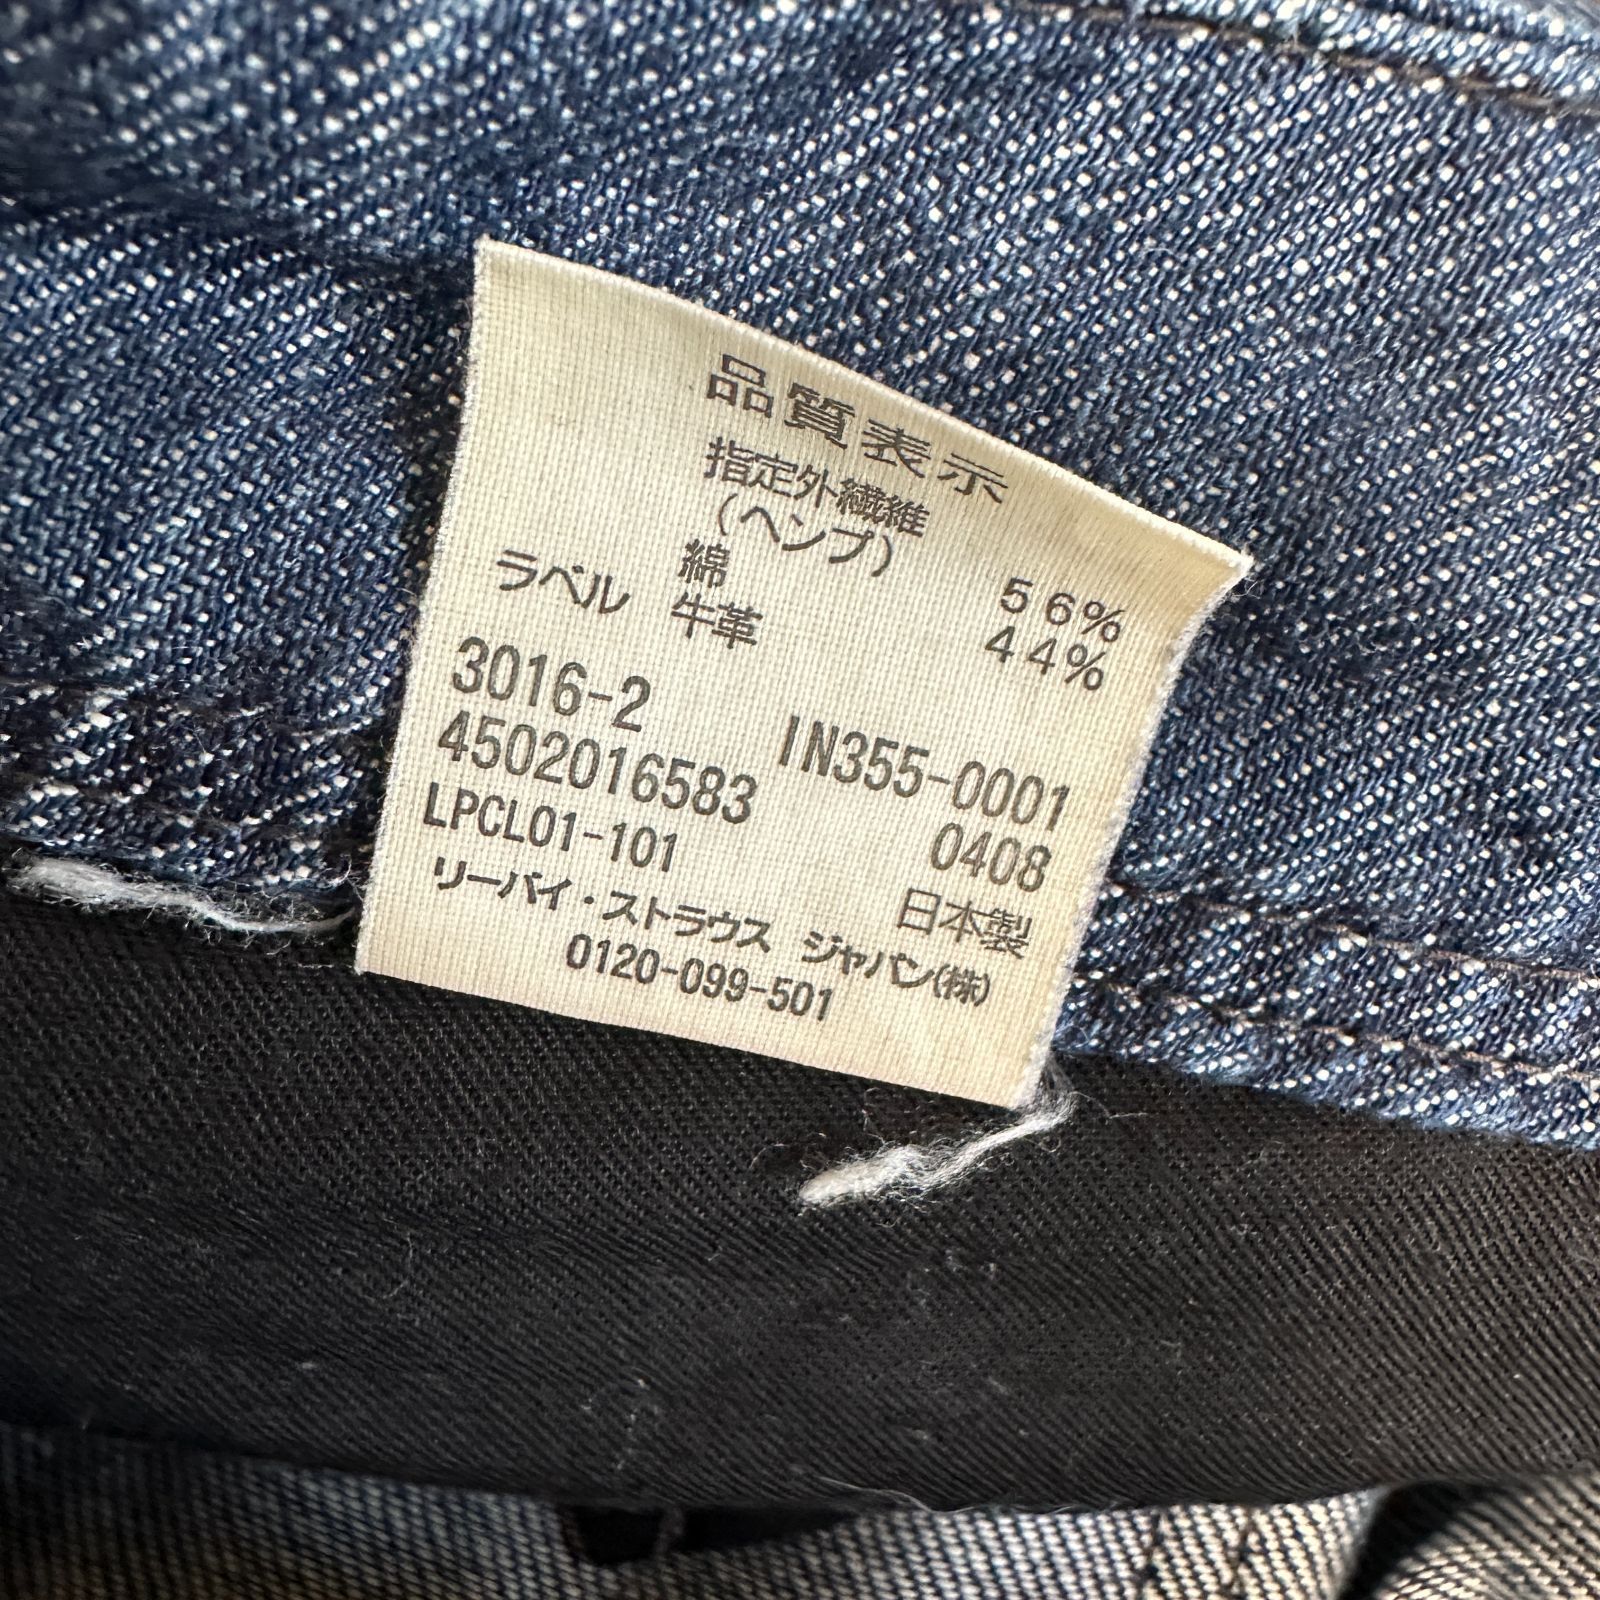 品質表示
指定外繊維
(ヘンプ) 56%
綿 44%
ラベル 牛革
3016-2 IN355-0001
4502016583 0408
LPCL01-101 日本製
リーバイ・ストラウス ジャパン(株)
0120-099-501